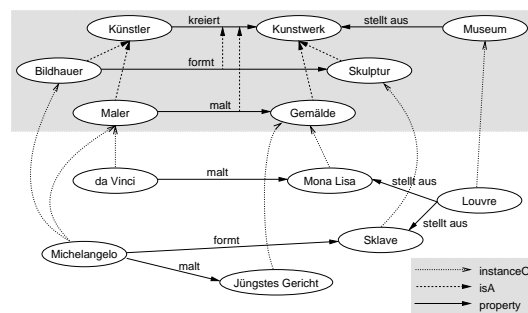 Künstler kreiert Kunstwerk stellt aus Museum
Bildhauer formt Skulptur
Maler malt Gemälde
da Vinci malt Mona Lisa stellt aus
Louvre
stellt aus
Michelangelo formt Sklave
malt Jüngstes Gericht
instanceO
isA
property